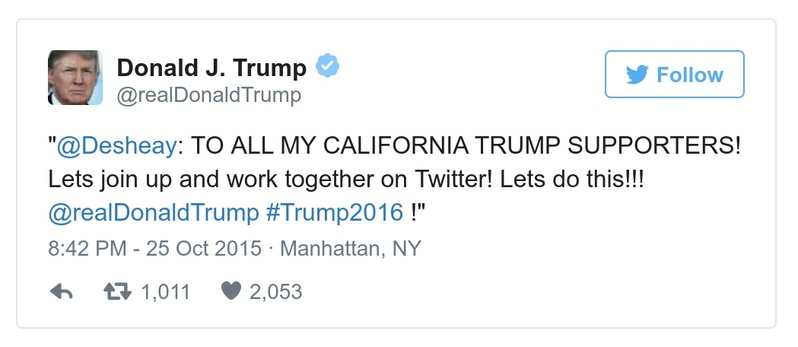 Donald J. Trump
@realDonaldTrump
Follow
"@Desheay: TO ALL MY CALIFORNIA TRUMP SUPPORTERS!
Lets join up and work together on Twitter! Lets do this!!!
@realDonaldTrump #Trump2016 !"
8:42 PM - 25 Oct 2015 · Manhattan, NY
1,011 2,053